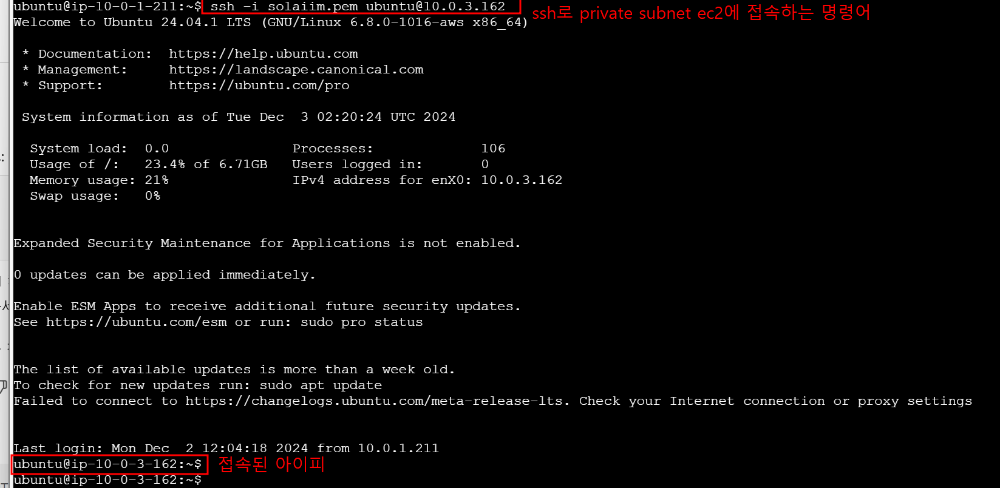 ubuntu@ip-10-0-1-211:~$ ssh -i solaiim.pem ubuntu@10.0.3.162 ssh로 private subnet ec2에 접속하는 명령어
Welcome to Ubuntu 24.04.1 LTS (GNU/Linux 6.8.0-1016-aws x86_64)
* Documentation: https://help.ubuntu.com
* Management: https://landscape.canonical.com
* Support: https://ubuntu.com/pro
System information as of Tue Dec 3 02:20:24 UTC 2024
System load: 0.0 Processes: 106
Usage of /: 23.4% of 6.71GB Users logged in: 0
Memory usage: 21% IPv4 address for enX0: 10.0.3.162
Swap usage: 0%
Expanded Security Maintenance for Applications is not enabled.
0 updates can be applied immediately.
Enable ESM Apps to receive additional future security updates.
See https://ubuntu.com/esm or run: sudo pro status
The list of available updates is more than a week old.
To check for new updates run: sudo apt update
Failed to connect to https://changelogs.ubuntu.com/meta-release-lts. Check your Internet connection or proxy settings
Last login: Mon Dec 2 12:04:18 2024 from 10.0.1.211
ubuntu@ip-10-0-3-162:~$ 접속된 아이피
ubuntu@ip-10-0-3-162:~$